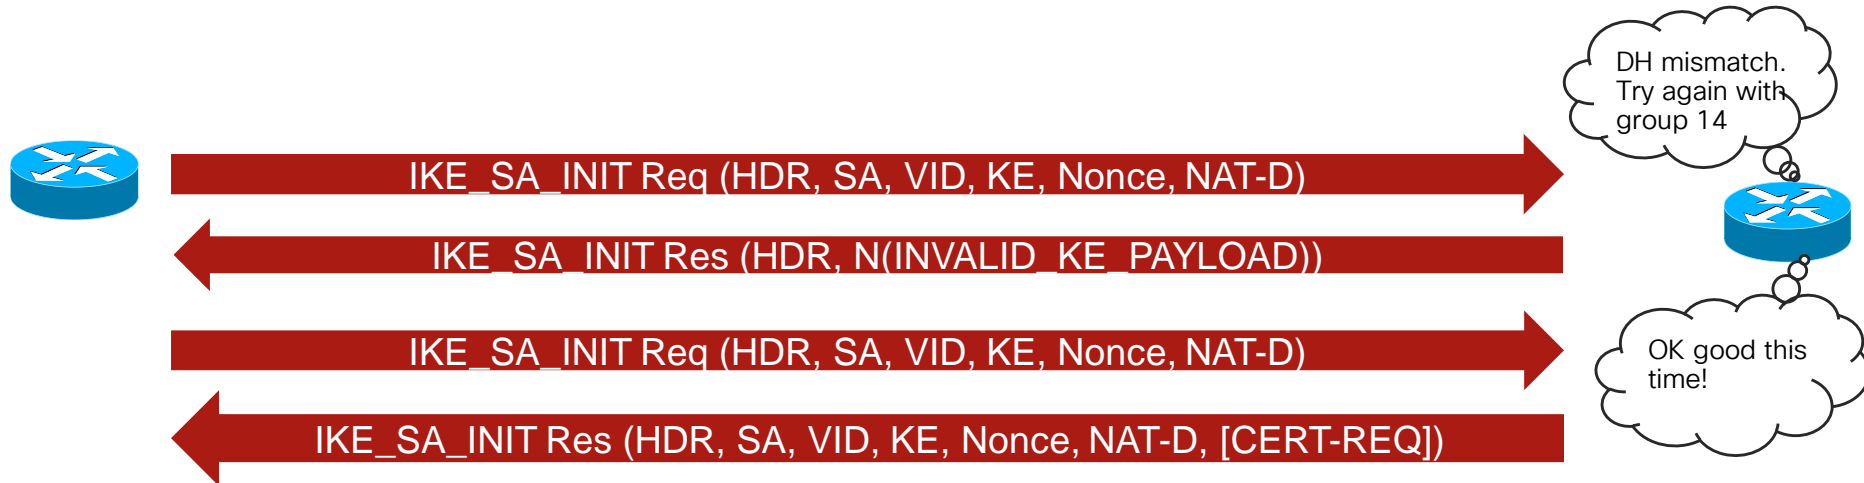 DH mismatch.
Try again with
group 14
IKE_SA_INIT Req (HDR, SA, VID, KE, Nonce, NAT-D)
IKE_SA_INIT Res (HDR, N(INVALID_KE_PAYLOAD))
IKE_SA_INIT Req (HDR, SA, VID, KE, Nonce, NAT-D)
OK good this
time!
IKE_SA_INIT Res (HDR, SA, VID, KE, Nonce, NAT-D, [CERT-REQ])